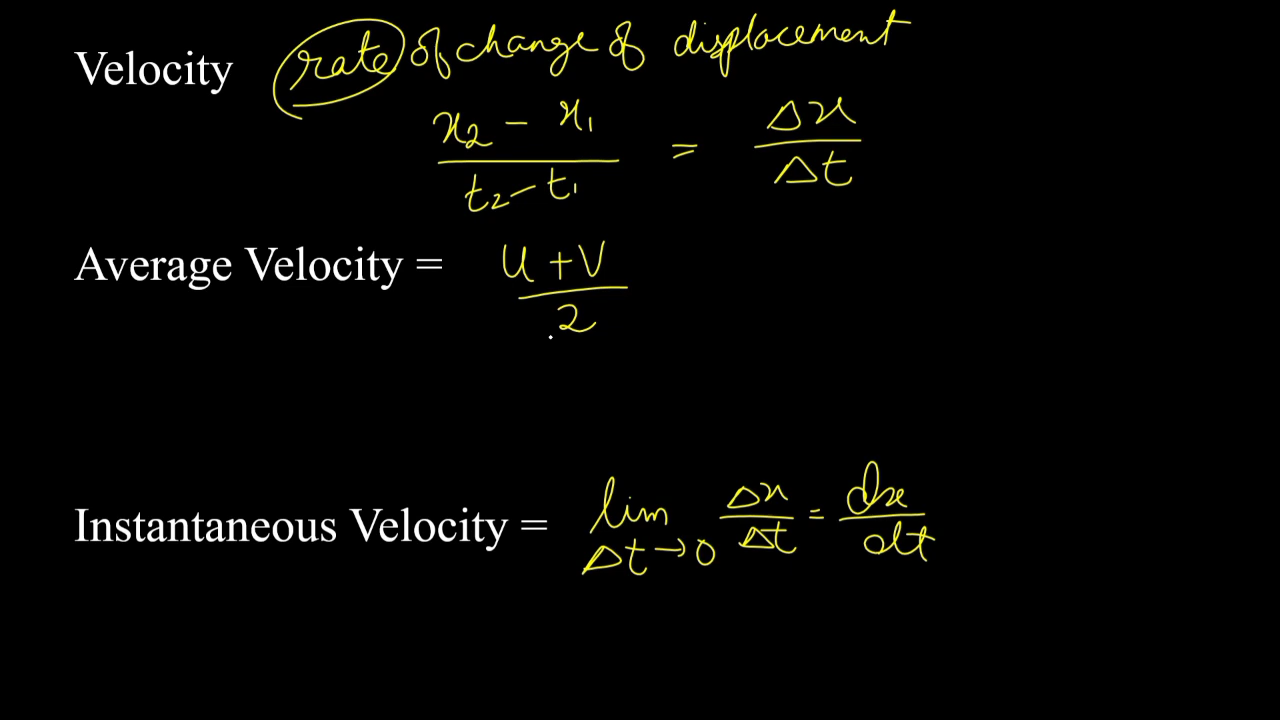 Velocity rate of change of displacement
x₂ - x₁ / t₂ - t₁ = Δx / Δt
Average Velocity = u + v / 2
Instantaneous Velocity = lim Δt→0 Δx/Δt = dx/dt